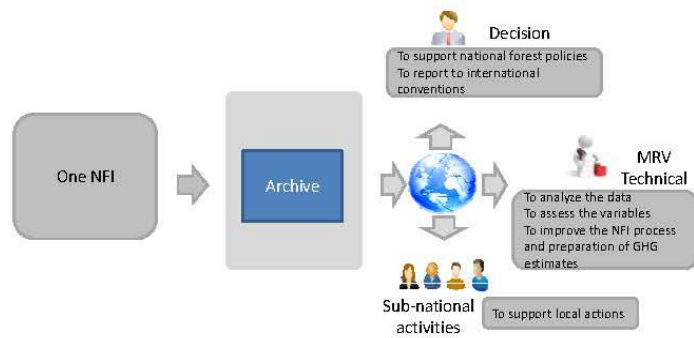 Decision
To support national forest policies
To report to international
conventions
One NFI
Archive
MRV
Technical
To analyze the data
To assess the variables
To improve the NFI process
and preparation of GHG
estimates
Sub-national
activities
To support local actions